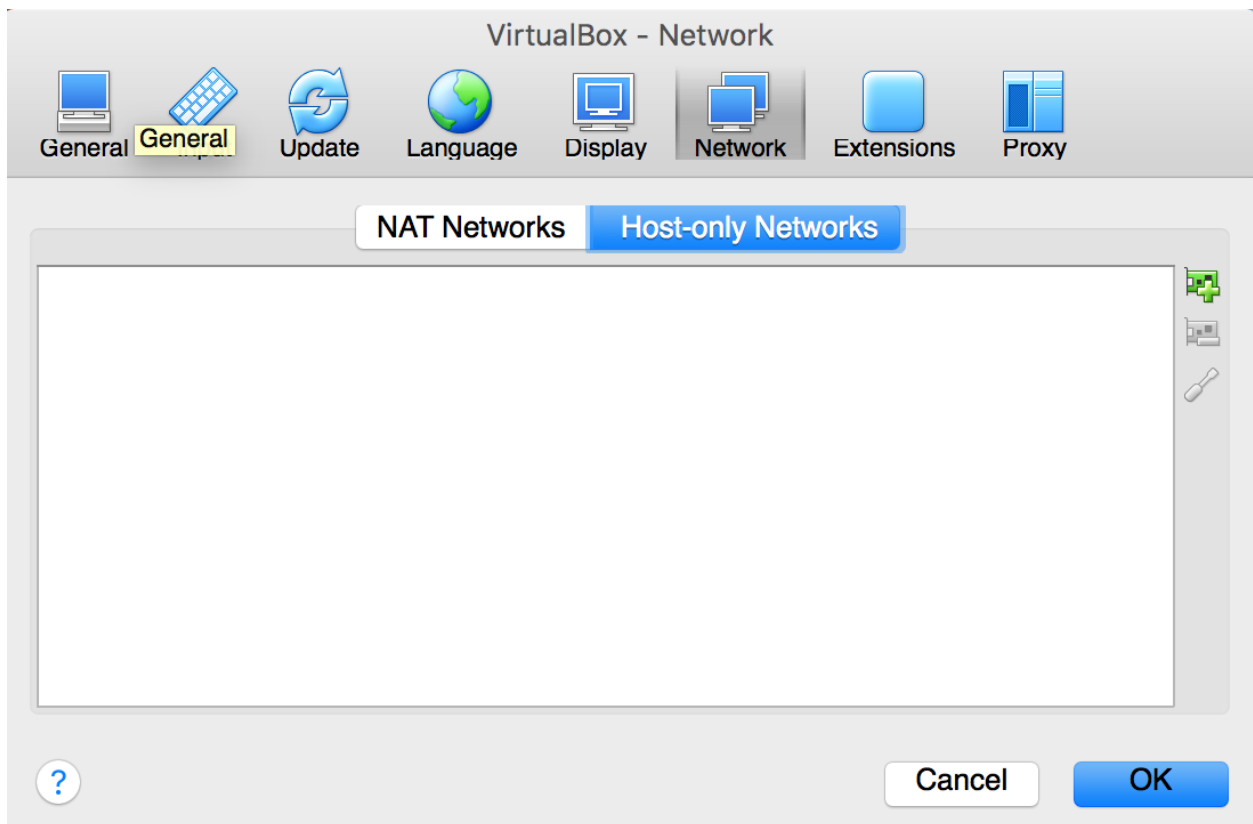 VirtualBox - Network
General General Update Language Display Network Extensions Proxy
NAT Networks Host-only Networks
? Cancel OK